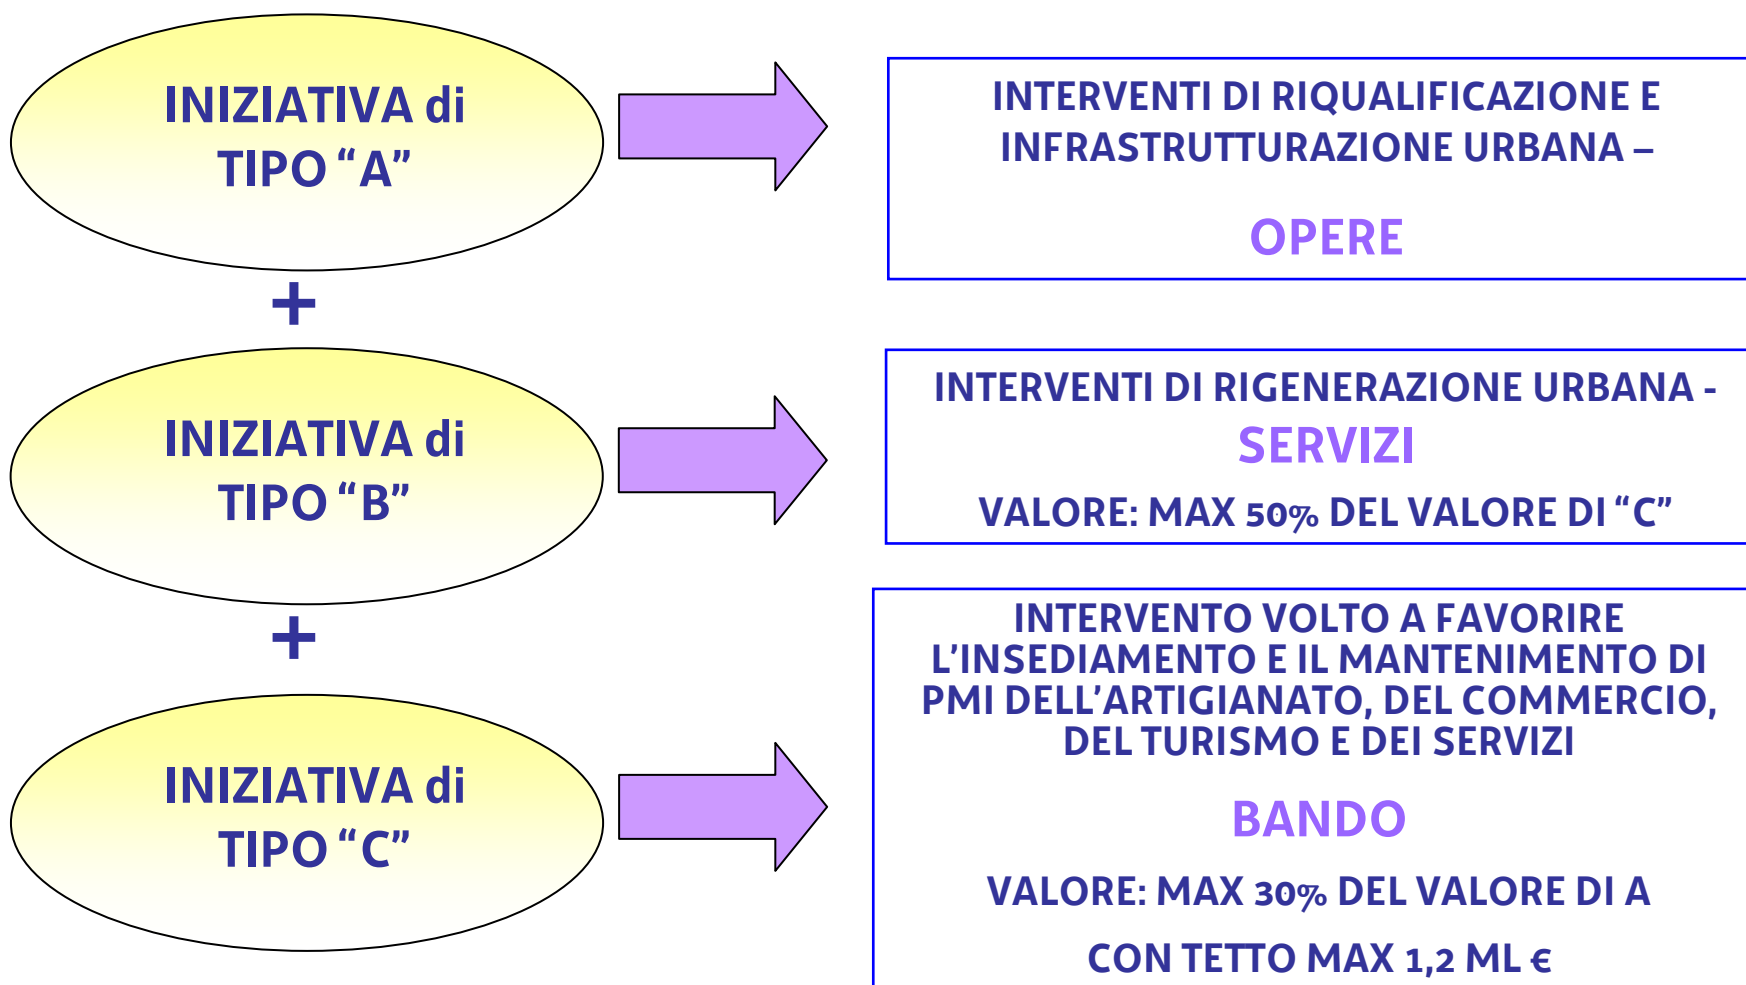 INIZIATIVA di
TIPO “A”
INTERVENTI DI RIQUALIFICAZIONE E
INFRASTRUTTURAZIONE URBANA –
OPERE
+
INIZIATIVA di
TIPO “B”
INTERVENTI DI RIGENERAZIONE URBANA -
SERVIZI
VALORE: MAX 50% DEL VALORE DI “C”
+
INIZIATIVA di
TIPO “C”
INTERVENTO VOLTO A FAVORIRE
L’INSEDIAMENTO E IL MANTENIMENTO DI
PMI DELL’ARTIGIANATO, DEL COMMERCIO,
DEL TURISMO E DEI SERVIZI
BANDO
VALORE: MAX 30% DEL VALORE DI A
CON TETTO MAX 1,2 ML €